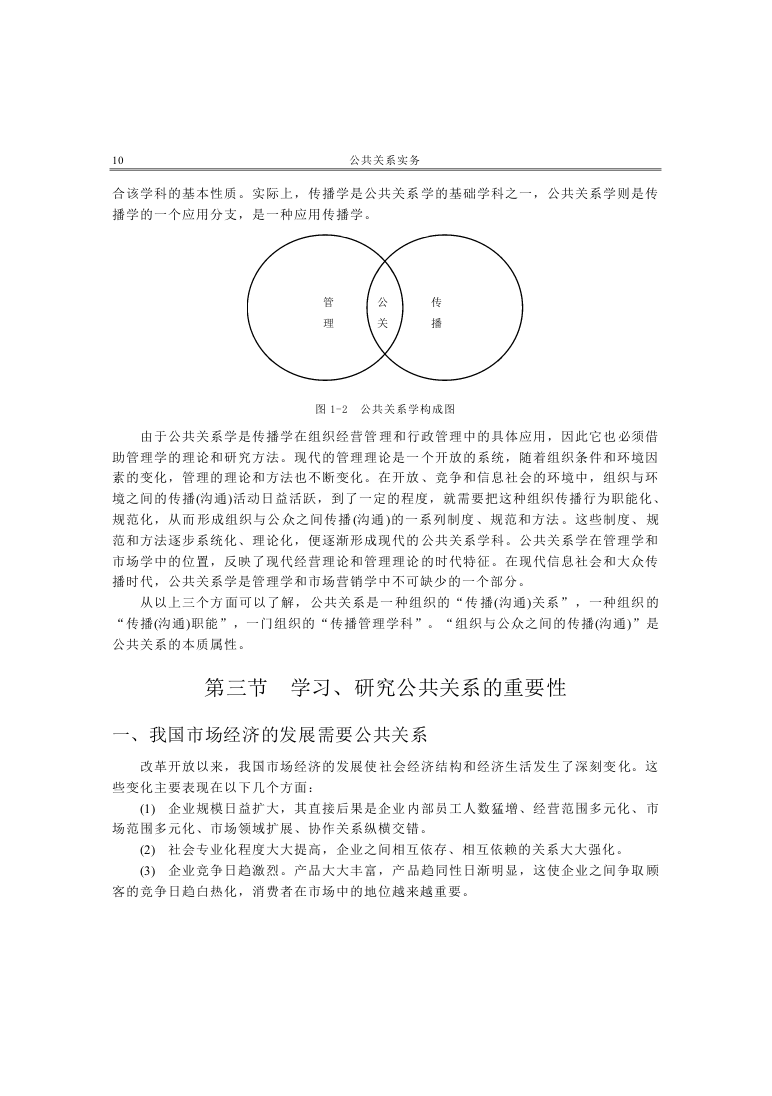 10 公共关系实务
合该学科的基本性质。实际上，传播学是公共关系学的基础学科之一，公共关系学则是传
播学的一个应用分支，是一种应用传播学。
管 公 传
理 关 播
图 1-2 公共关系学构成图
由于公共关系学是传播学在组织经营管理和行政管理中的具体应用，因此它也必须借
助管理学的理论和研究方法。现代的管理理论是一个开放的系统，随着组织条件和环境因
素的变化，管理的理论和方法也不断变化。在开放、竞争和信息社会的环境中，组织与环
境之间的传播(沟通)活动日益活跃，到了一定的程度，就需要把这种组织传播行为职能化、
规范化，从而形成组织与公众之间传播(沟通)的一系列制度、规范和方法。这些制度、规
范和方法逐步系统化、理论化，便逐渐形成现代的公共关系学科。公共关系学在管理学和
市场学中的位置，反映了现代经营理论和管理理论的时代特征。在现代信息社会和大众传
播时代，公共关系学是管理学和市场营销学中不可缺少的一个部分。
从以上三个方面可以了解，公共关系是一种组织的“传播(沟通)关系”，一种组织的
“传播(沟通)职能”，一门组织的“传播管理学科”。“组织与公众之间的传播(沟通)”是
公共关系的本质属性。
第三节 学习、研究公共关系的重要性
一、我国市场经济的发展需要公共关系
改革开放以来，我国市场经济的发展使社会经济结构和经济生活发生了深刻变化。这
些变化主要表现在以下几个方面：
(1) 企业规模日益扩大，其直接后果是企业内部员工人数猛增、经营范围多元化、市
场范围多元化、市场领域扩展、协作关系纵横交错。
(2) 社会专业化程度大大提高，企业之间相互依存、相互依赖的关系大大强化。
(3) 企业竞争日趋激烈。产品大大丰富，产品趋同性日渐明显，这使企业之间争取顾
客的竞争日趋白热化，消费者在市场中的地位越来越重要。